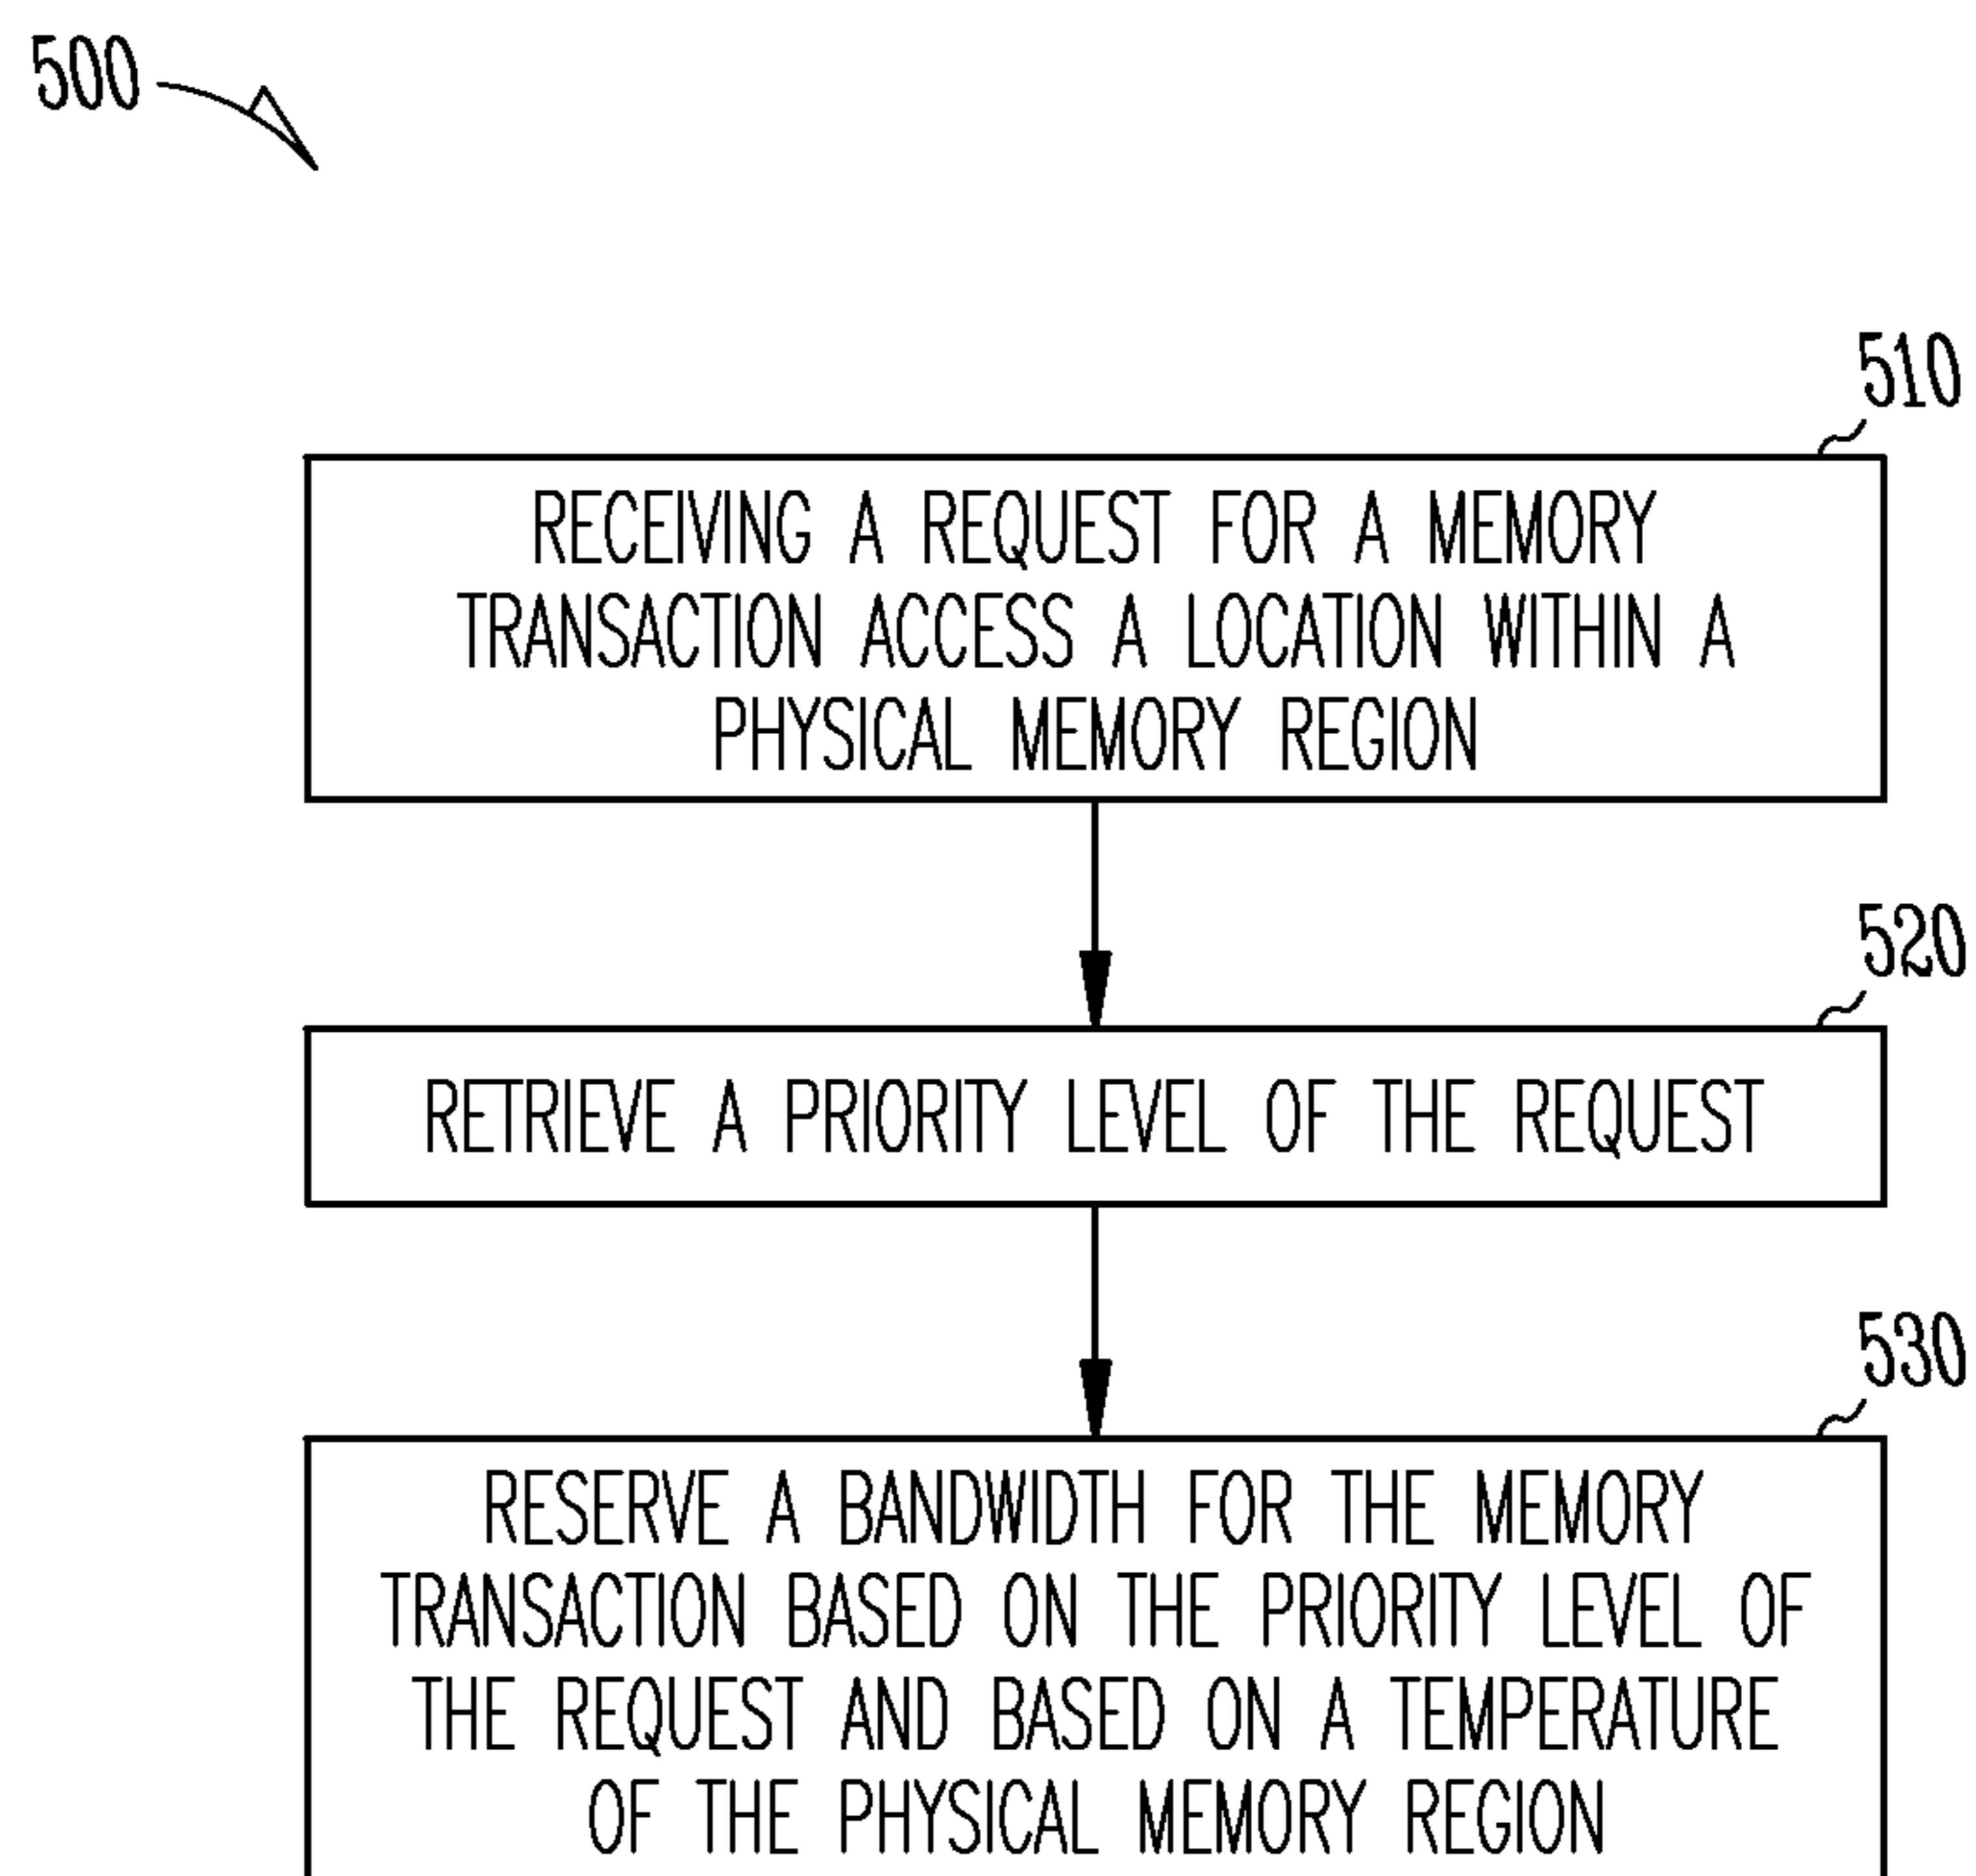 500
510
RECEIVING A REQUEST FOR A MEMORY
TRANSACTION ACCESS A LOCATION WITHIN A
PHYSICAL MEMORY REGION
520
RETRIEVE A PRIORITY LEVEL OF THE REQUEST
530
RESERVE A BANDWIDTH FOR THE MEMORY
TRANSACTION BASED ON THE PRIORITY LEVEL OF
THE REQUEST AND BASED ON A TEMPERATURE
OF THE PHYSICAL MEMORY REGION